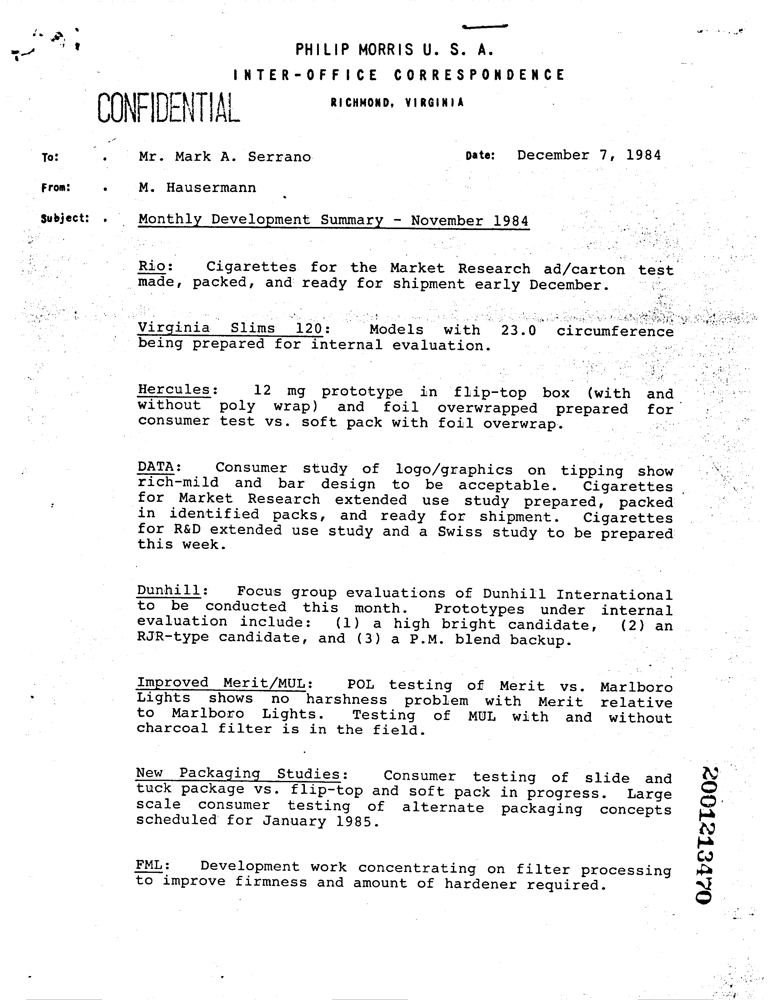 PHILIP MORRIS U. S. A.
INTER-OFFICE CORRESPONDENCE
CONFIDENTIAL
RICHMOND, VIRGINIA
To: . Mr. Mark A. Serrano Date: December 7, 1984
From: . M. Hausermann
Subject: . Monthly Development Summary - November 1984
Rio: Cigarettes for the Market Research ad/carton test
made, packed, and ready for shipment early December.
Virginia Slims 120: Models with 23.0 circumference
being prepared for internal evaluation.
Hercules: 12 mg prototype in flip-top box (with and
without poly wrap) and foil overwrapped prepared for
consumer test vs. soft pack with foil overwrap.
DATA: Consumer study of logo/graphics on tipping show
rich-mild and bar design to be acceptable. Cigarettes
for Market Research extended use study prepared, packed
in identified packs, and ready for shipment. Cigarettes
for R&D extended use study and a Swiss study to be prepared
this week.
Dunhill: Focus group evaluations of Dunhill International
to be conducted this month. Prototypes under internal
evaluation include: (1) a high bright candidate, (2) an
RJR-type candidate, and (3) a P.M. blend backup.
Improved Merit/MUL: POL testing of Merit vs. Marlboro
Lights shows no harshness problem with Merit relative
to Marlboro Lights. Testing of MUL with and without
charcoal filter is in the field.
New Packaging Studies: Consumer testing of slide and
tuck package vs. flip-top and soft pack in progress. Large
scale consumer testing of alternate packaging concepts
scheduled for January 1985.
FML: Development work concentrating on filter processing
to improve firmness and amount of hardener required.
2001213470